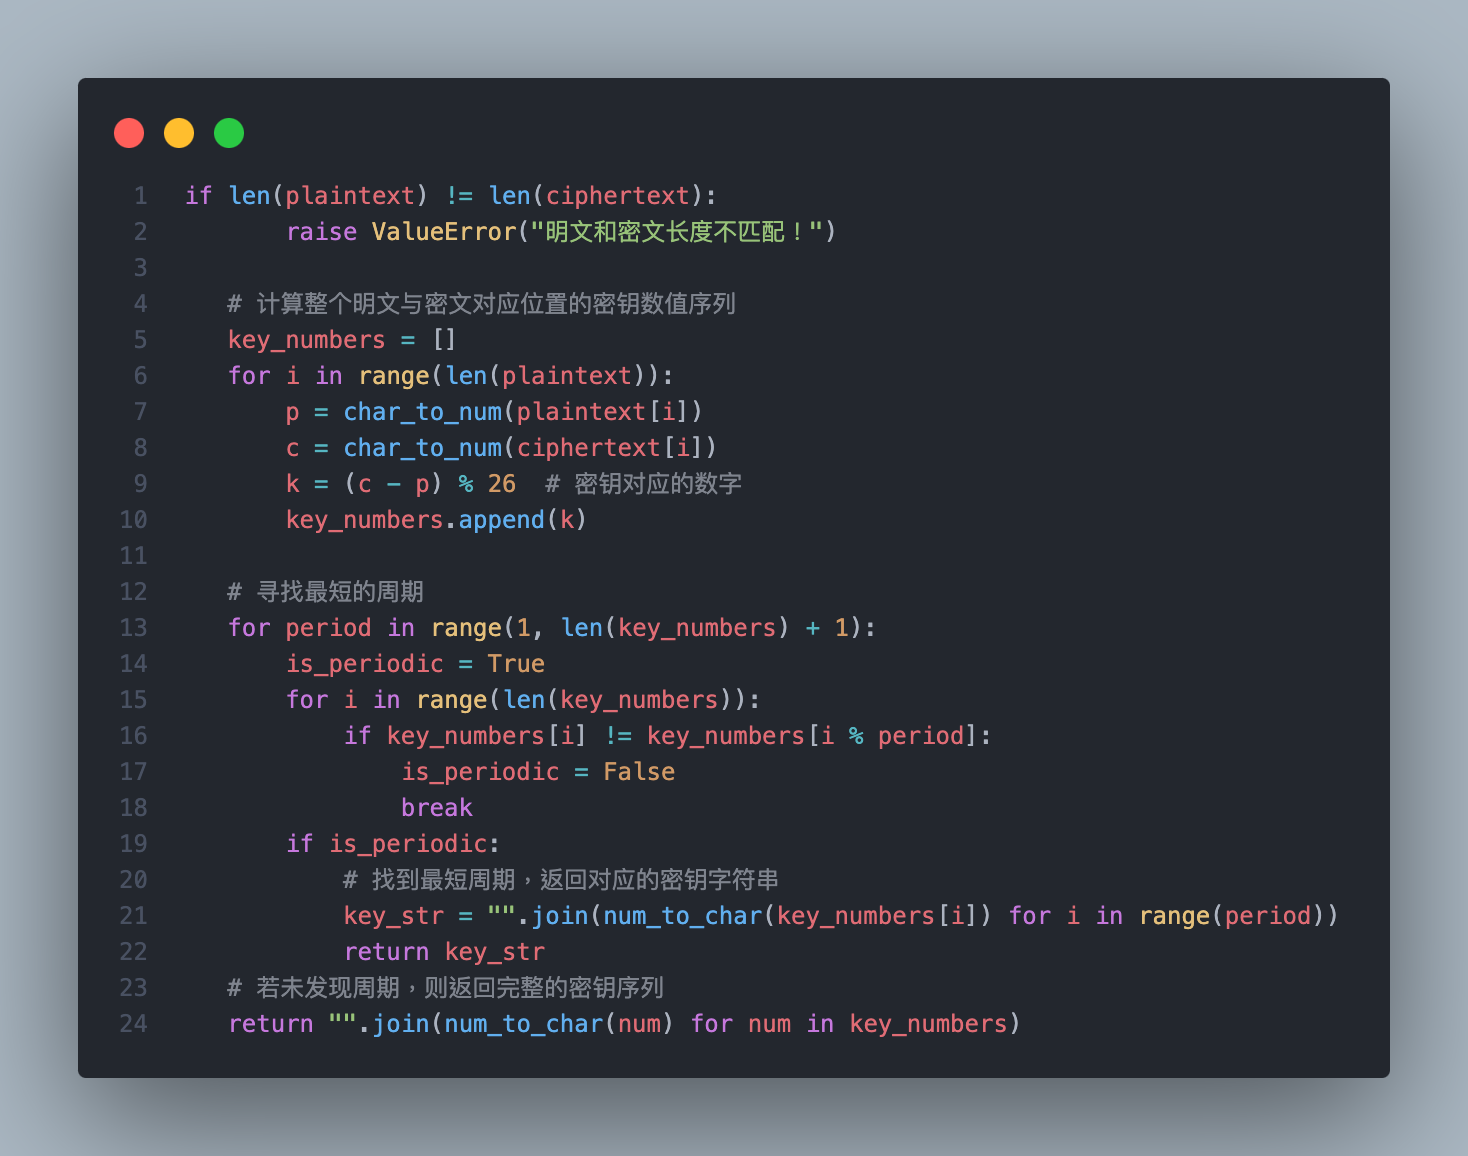 1 if len(plaintext) != len(ciphertext):
2 raise ValueError("明文和密文长度不匹配！")
3
4 # 计算整个明文与密文对应位置的密钥数值序列
5 key_numbers = []
6 for i in range(len(plaintext)):
7 p = char_to_num(plaintext[i])
8 c = char_to_num(ciphertext[i])
9 k = (c - p) % 26  # 密钥对应的数字
10 key_numbers.append(k)
11
12 # 寻找最短的周期
13 for period in range(1, len(key_numbers) + 1):
14 is_periodic = True
15 for i in range(len(key_numbers)):
16 if key_numbers[i] != key_numbers[i % period]:
17 is_periodic = False
18 break
19 if is_periodic:
20 # 找到最短周期，返回对应的密钥字符串
21 key_str = "".join(num_to_char(key_numbers[i]) for i in range(period))
22 return key_str
23 # 若未发现周期，则返回完整的密钥序列
24 return "".join(num_to_char(num) for num in key_numbers)